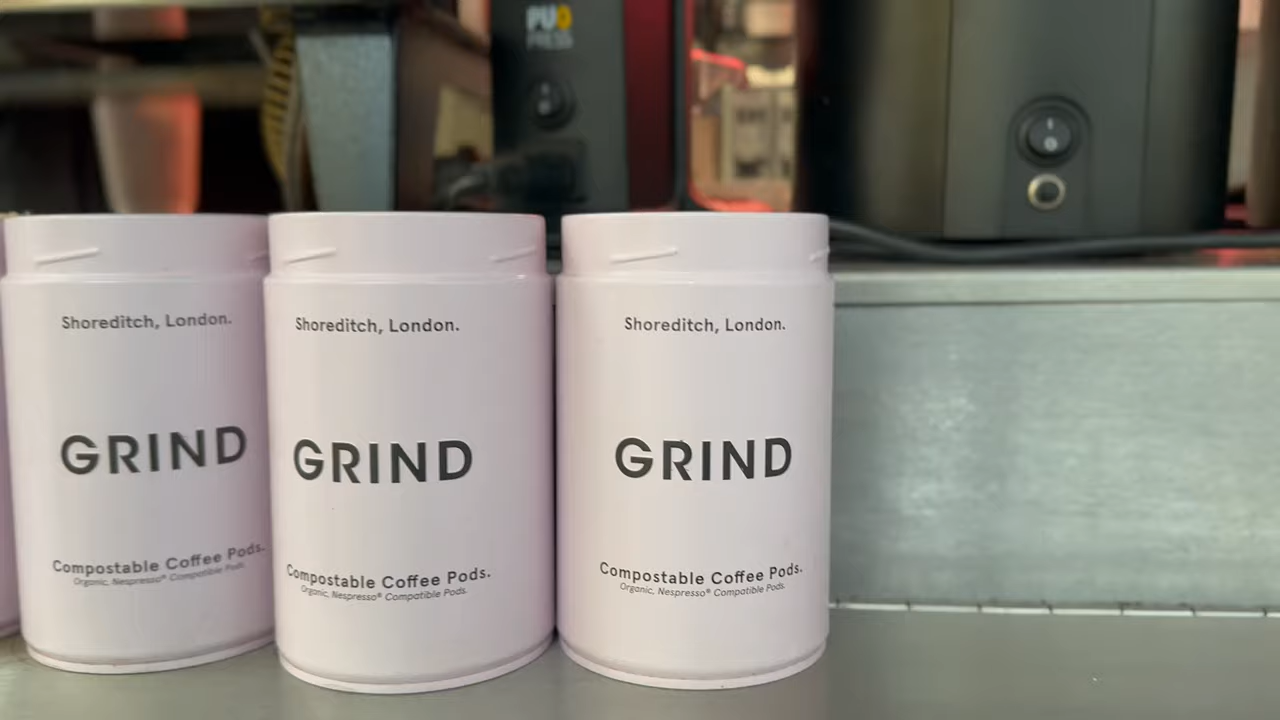 PUQ
PRESS
Shoreditch, London.
GRIND
Compostable Coffee Pods.
Organic, Nespresso® Compatible Pods.
Shoreditch, London.
GRIND
Compostable Coffee Pods.
Organic, Nespresso® Compatible Pods.
Shoreditch, London.
GRIND
Compostable Coffee Pods.
Organic, Nespresso® Compatible Pods.